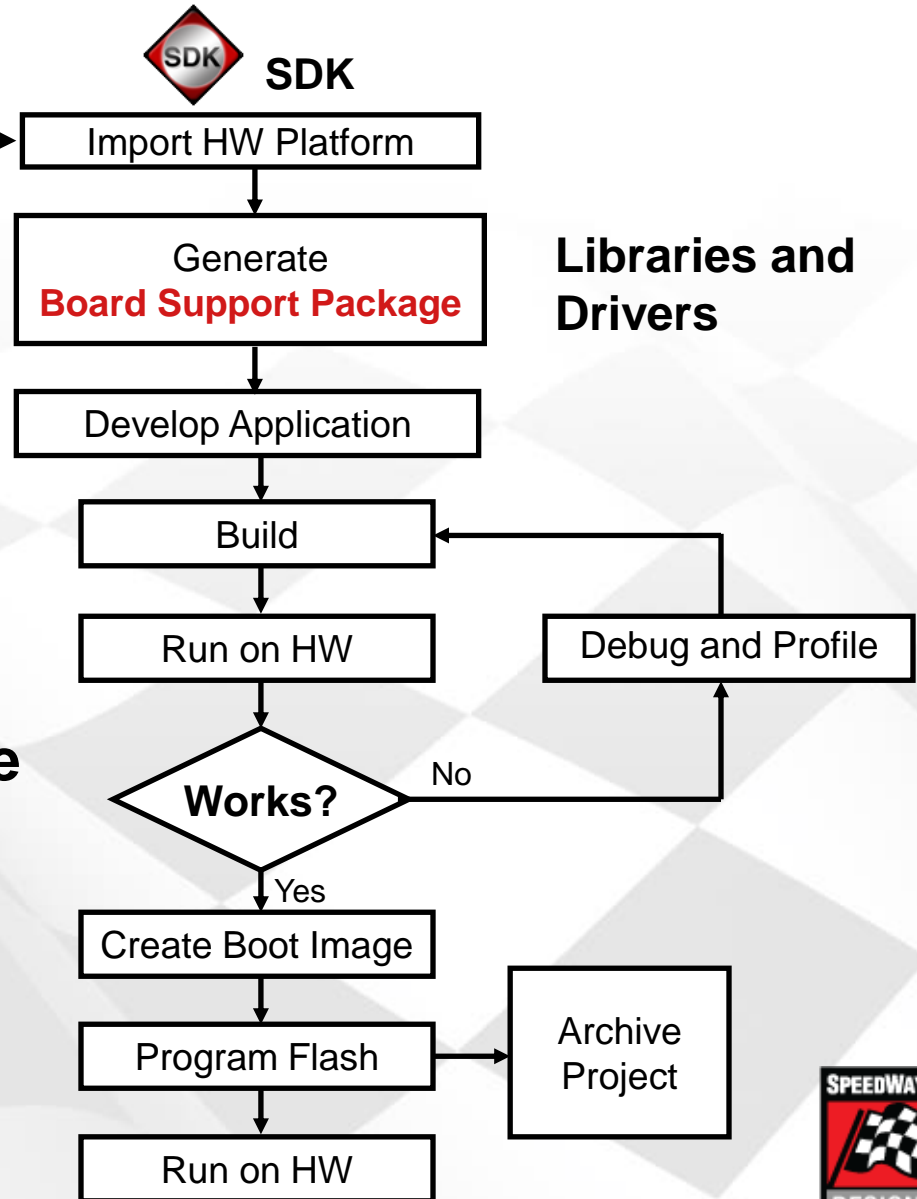 SDK
SDK
Import HW Platform
Generate
Board Support Package
Libraries and
Drivers
Develop Application
Build
Run on HW
Debug and Profile
e
Works?
No
Yes
Create Boot Image
Program Flash
Archive
Project
Run on HW